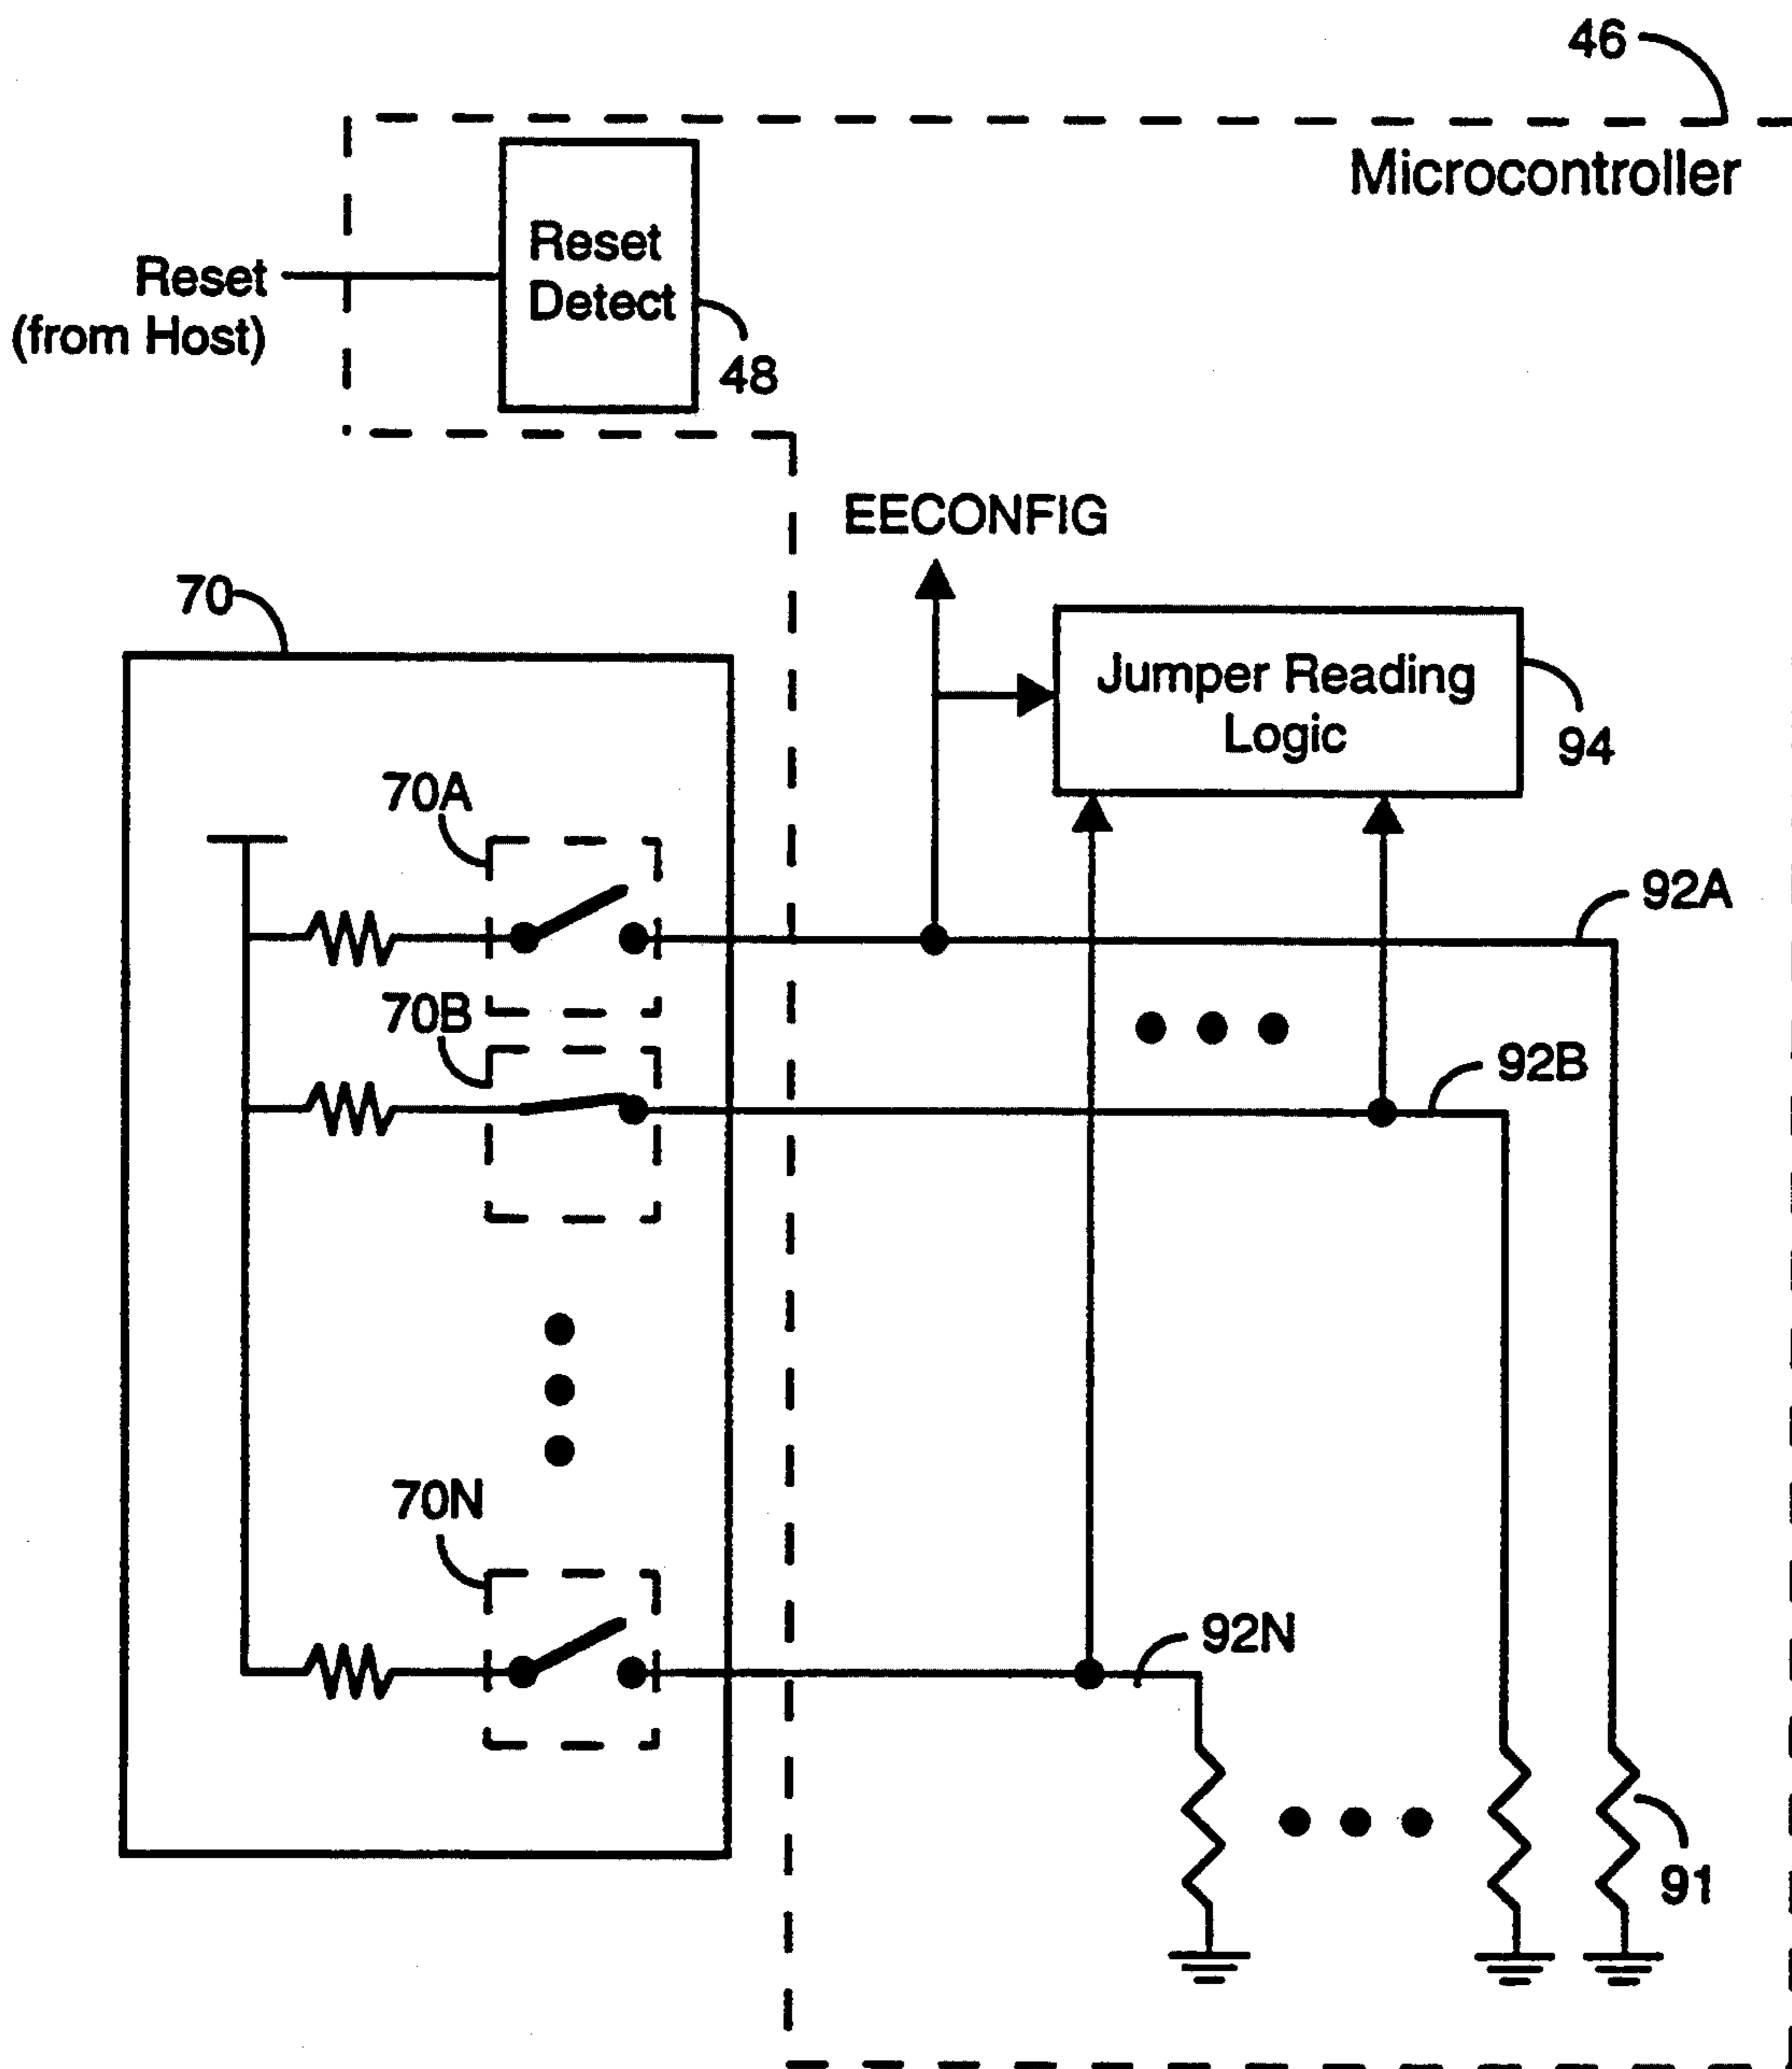 46
Microcontroller
Reset
Detect
Reset
(from Host)
48
EECONFIG
70
Jumper Reading
Logic
94
70A
92A
70B
92B
70N
92N
91